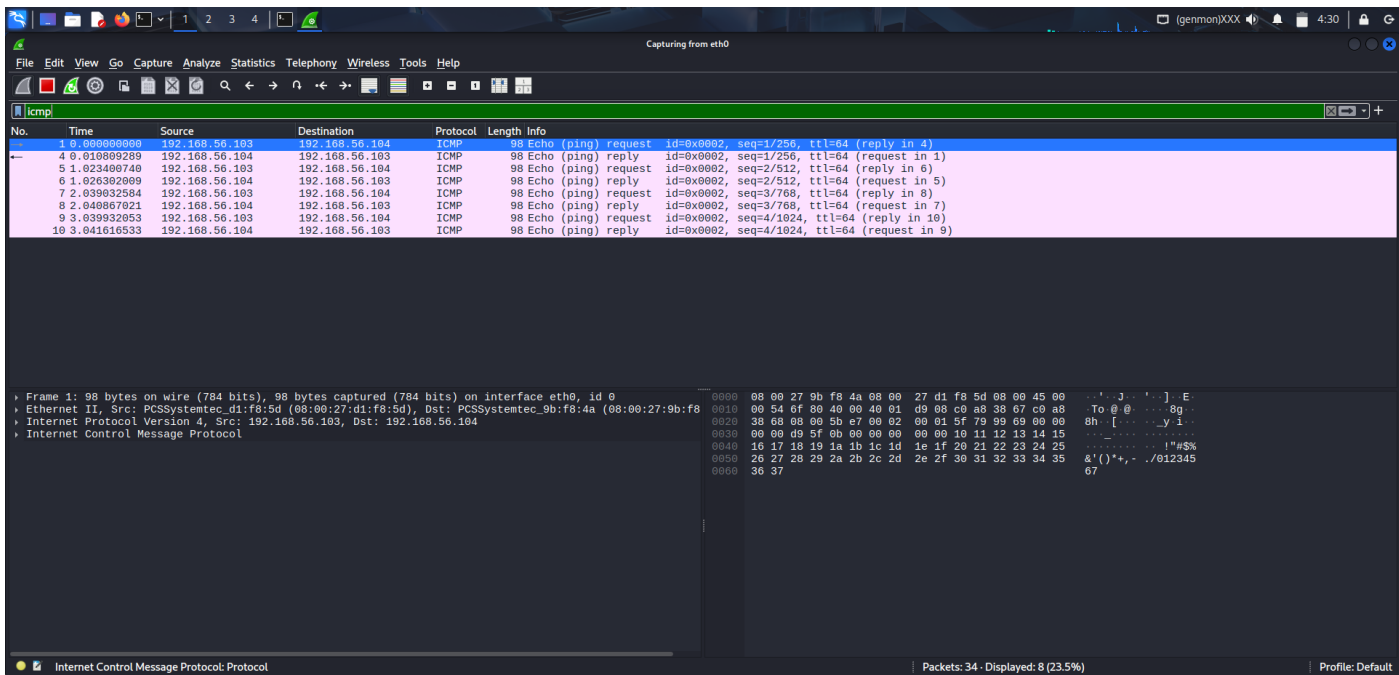 1 2 3 4 (genmon)XXX 4:30
Capturing from eth0
File Edit View Go Capture Analyze Statistics Telephony Wireless Tools Help
icmp
No. Time Source Destination Protocol Length Info
1 0.000000000 192.168.56.103 192.168.56.104 ICMP 98 Echo (ping) request id=0x0002, seq=1/256, ttl=64 (reply in 4)
4 0.010809289 192.168.56.104 192.168.56.103 ICMP 98 Echo (ping) reply id=0x0002, seq=1/256, ttl=64 (request in 1)
5 1.023400740 192.168.56.103 192.168.56.104 ICMP 98 Echo (ping) request id=0x0002, seq=2/512, ttl=64 (reply in 6)
6 1.026302009 192.168.56.104 192.168.56.103 ICMP 98 Echo (ping) reply id=0x0002, seq=2/512, ttl=64 (request in 5)
7 2.039032584 192.168.56.103 192.168.56.104 ICMP 98 Echo (ping) request id=0x0002, seq=3/768, ttl=64 (reply in 8)
8 2.040867021 192.168.56.104 192.168.56.103 ICMP 98 Echo (ping) reply id=0x0002, seq=3/768, ttl=64 (request in 7)
9 3.039932053 192.168.56.103 192.168.56.104 ICMP 98 Echo (ping) request id=0x0002, seq=4/1024, ttl=64 (reply in 10)
10 3.041616533 192.168.56.104 192.168.56.103 ICMP 98 Echo (ping) reply id=0x0002, seq=4/1024, ttl=64 (request in 9)
Frame 1: 98 bytes on wire (784 bits), 98 bytes captured (784 bits) on interface eth0, id 0
Ethernet II, Src: PCSSystemtec_d1:f8:5d (08:00:27:d1:f8:5d), Dst: PCSSystemtec_9b:f8:4a (08:00:27:9b:f8
Internet Protocol Version 4, Src: 192.168.56.103, Dst: 192.168.56.104
Internet Control Message Protocol
0000 08 00 27 9b f8 4a 08 00 27 d1 f8 5d 08 00 45 00 ··'··J·· '··]··E·
0010 00 54 6f 80 40 00 40 01 d9 08 c0 a8 38 67 c0 a8 ·To·@·@· ····8g··
0020 38 68 08 00 5b e7 00 02 00 01 5f 79 99 69 00 00 8h··[··· ··_y·i··
0030 00 00 d9 5f 0b 00 00 00 00 00 10 11 12 13 14 15 ···_···· ········
0040 16 17 18 19 1a 1b 1c 1d 1e 1f 20 21 22 23 24 25 ········ ·· !"#$%
0050 26 27 28 29 2a 2b 2c 2d 2e 2f 30 31 32 33 34 35 &'()*+,- ./012345
0060 36 37 67
Internet Control Message Protocol: Protocol Packets: 34 · Displayed: 8 (23.5%) Profile: Default